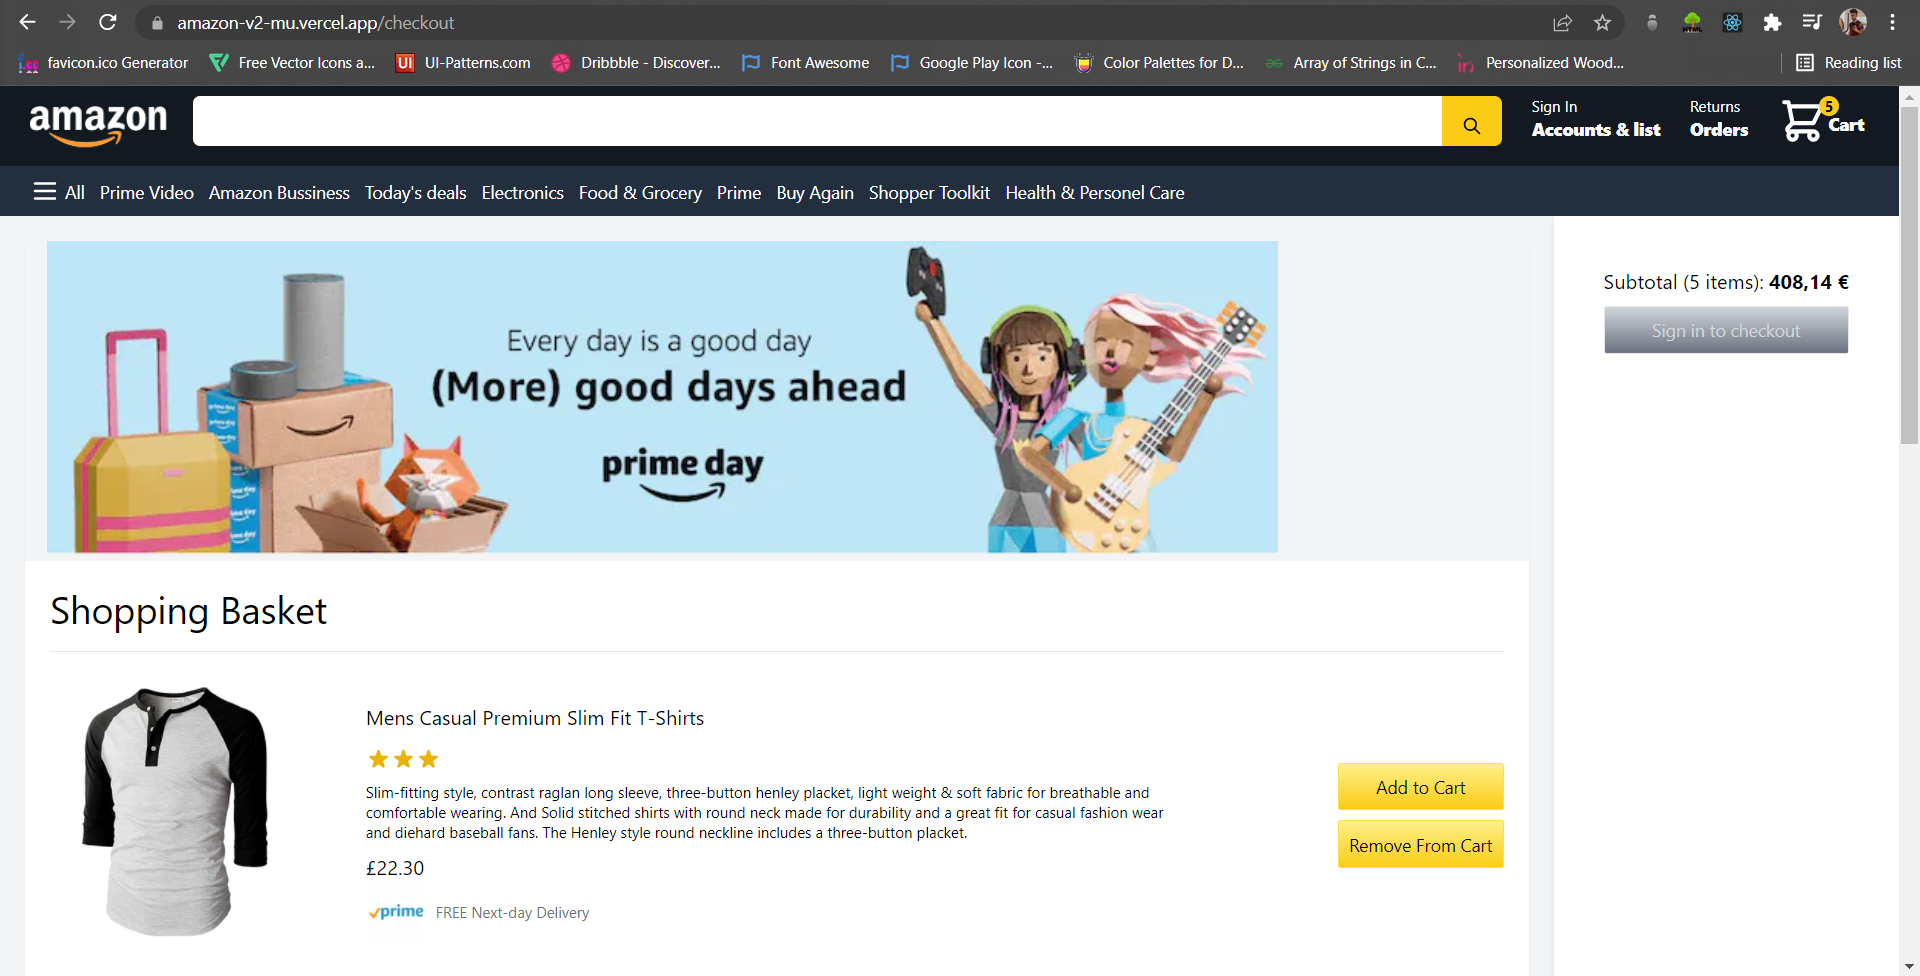 amazon-v2-mu.vercel.app/checkout
favicon.ico Generator
Free Vector Icons a...
UI
UI-Patterns.com
Dribbble - Discover...
Font Awesome
Google Play Icon -...
Color Palettes for D...
Array of Strings in C...
in
Personalized Wood...
Reading list
amazon
Sign In
Accounts & list
Returns
Orders
5
Cart
All
Prime Video
Amazon Bussiness
Today's deals
Electronics
Food & Grocery
Prime
Buy Again
Shopper Toolkit
Health & Personel Care
Every day is a good day
(More) good days ahead
prime day
Subtotal (5 items): 408,14 €
Sign in to checkout
Shopping Basket
Mens Casual Premium Slim Fit T-Shirts
Slim-fitting style, contrast raglan long sleeve, three-button henley placket, light weight & soft fabric for breathable and
comfortable wearing. And Solid stitched shirts with round neck made for durability and a great fit for casual fashion wear
and diehard baseball fans. The Henley style round neckline includes a three-button placket.
£22.30
prime FREE Next-day Delivery
Add to Cart
Remove From Cart